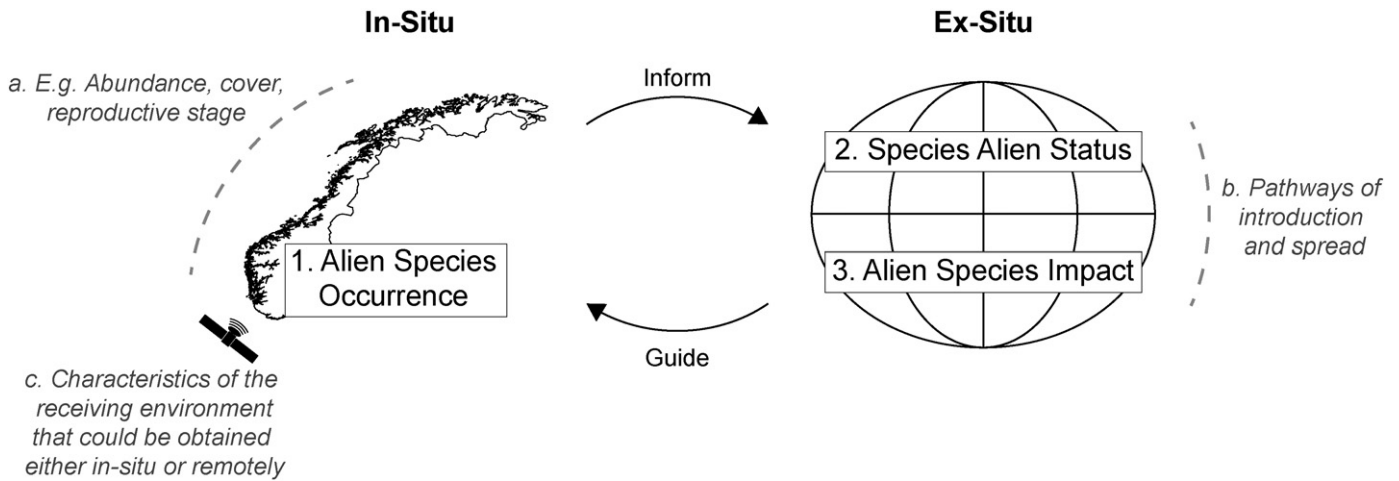 In-Situ
Ex-Situ
a. E.g. Abundance, cover,
reproductive stage
Inform
1. Alien Species
Occurrence
2. Species Alien Status
3. Alien Species Impact
b. Pathways of
introduction
and spread
Guide
c. Characteristics of the
receiving environment
that could be obtained
either in-situ or remotely